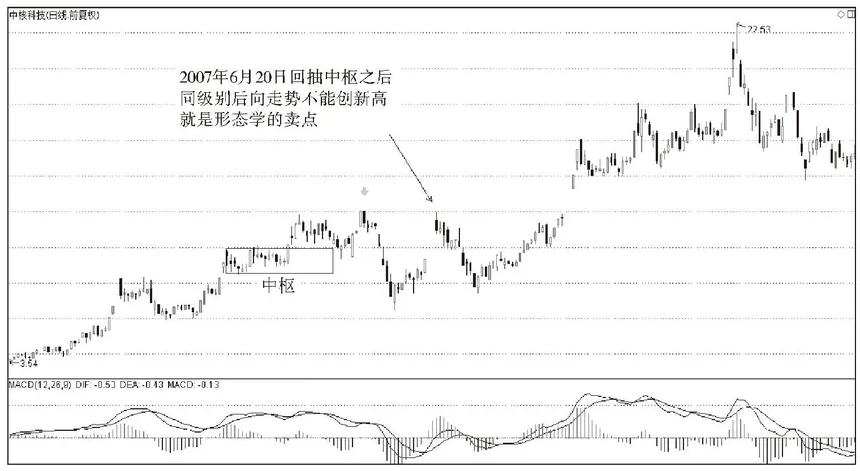 中核科技(日线.前复权)
22.53
2007年6月20日回抽中枢之后
同级别后向走势不能创新高
就是形态学的卖点
中枢
3.54
MACD(12,26,9) DIF: -0.53 DEA: -0.43 MACD: -0.13